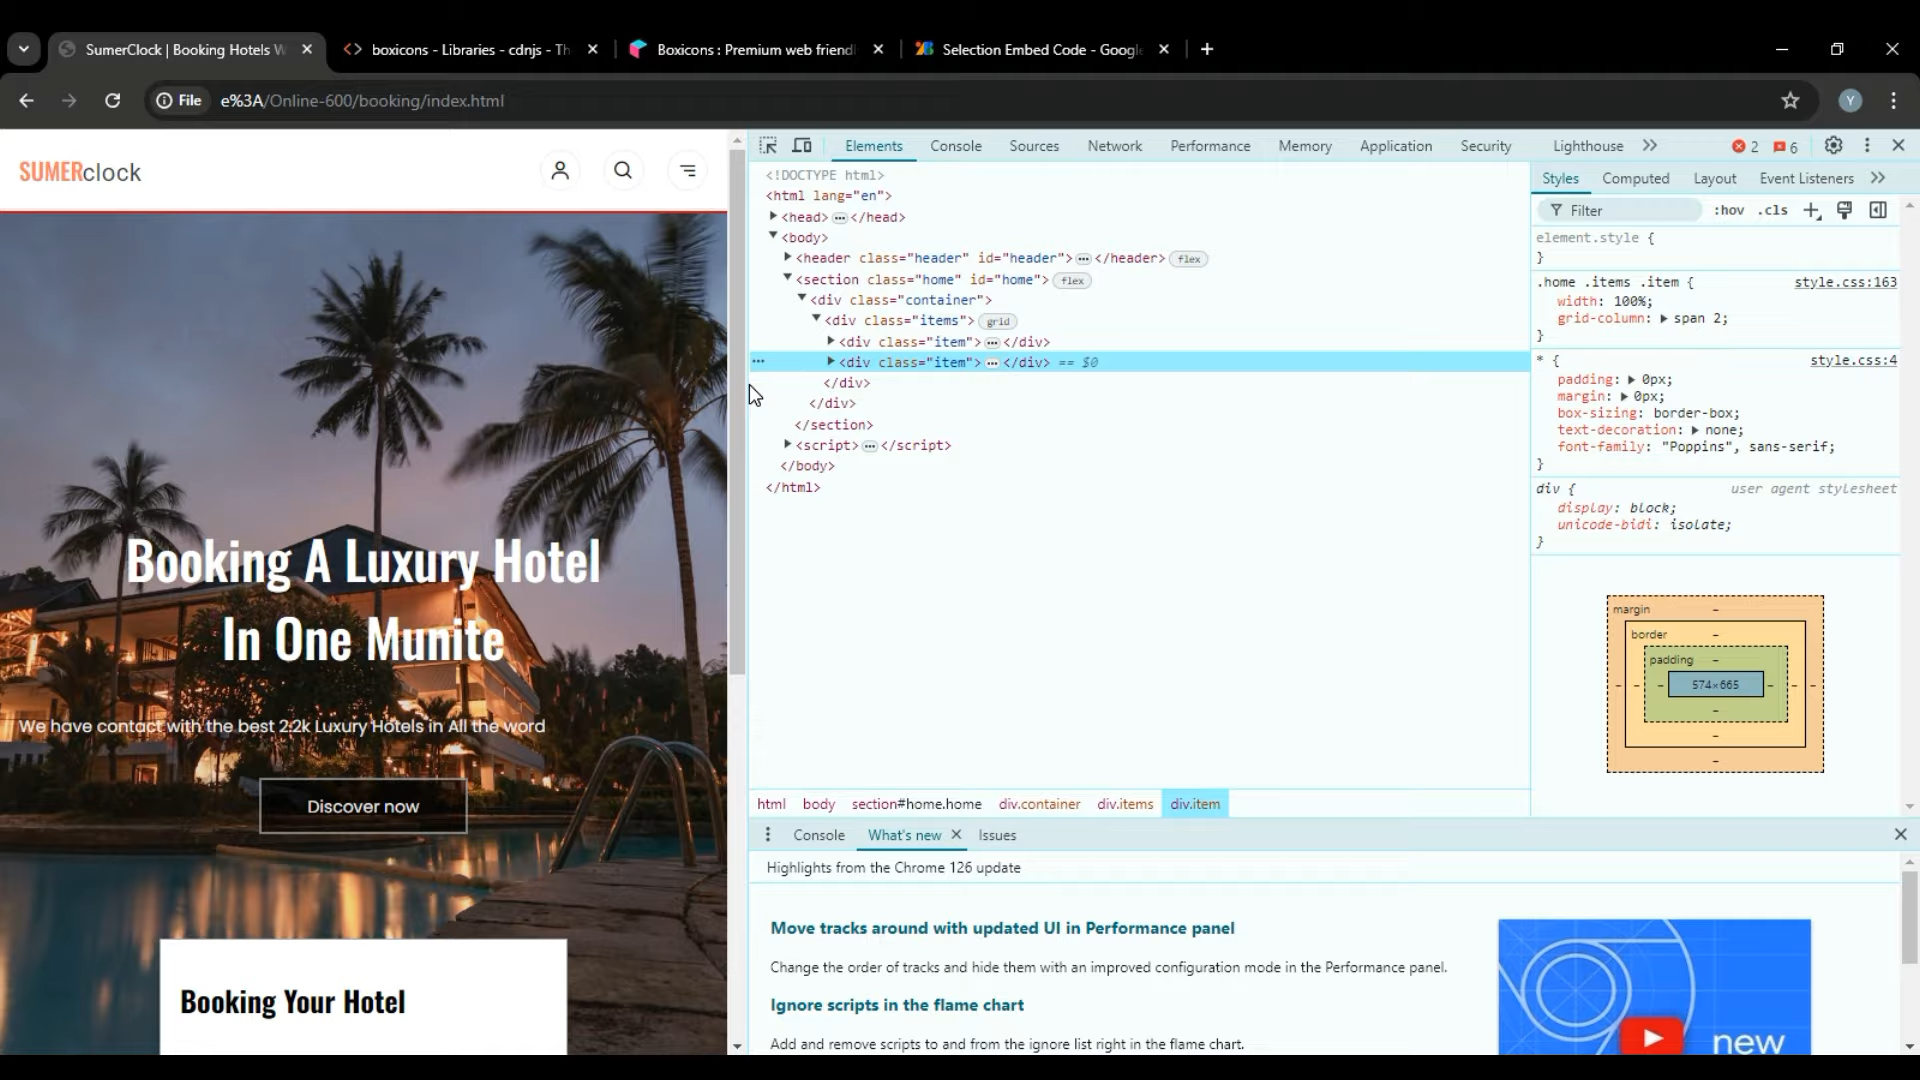 SumerClock | Booking Hotels W
boxicons - Libraries - cdnjs - Th
Boxicons : Premium web friendl
Selection Embed Code - Google
File
e%3A/Online-600/booking/index.html
Y
SUMERclock
Booking A Luxury Hotel
In One Munite
We have contact with the best 2.2k Luxury Hotels in All the word
Discover now
Booking Your Hotel
Elements
Console
Sources
Network
Performance
Memory
Application
Security
Lighthouse
2
6
<!DOCTYPE html>
<html lang="en">
<head>
</head>
<body>
<header class="header" id="header">
</header>
flex
<section class="home" id="home">
flex
<div class="container">
<div class="items">
grid
<div class="item">
</div>
<div class="item">
</div> == $0
</div>
</div>
</section>
<script>
</script>
</body>
</html>
html
body
section#home.home
div.container
div.items
div.item
Styles
Computed
Layout
Event Listeners
Filter
:hov
.cls
element.style {
}
.home .items .item {
style.css:163
width: 100%;
grid-column: span 2;
}
* {
style.css:4
padding: 0px;
margin: 0px;
box-sizing: border-box;
text-decoration: none;
font-family: "Poppins", sans-serif;
}
div {
user agent stylesheet
display: block;
unicode-bidi: isolate;
}
margin
-
border
-
padding
-
- - - 574×665 - - -
-
-
-
Console
What's new
Issues
Highlights from the Chrome 126 update
Move tracks around with updated UI in Performance panel
Change the order of tracks and hide them with an improved configuration mode in the Performance panel.
Ignore scripts in the flame chart
Add and remove scripts to and from the ignore list right in the flame chart.
new